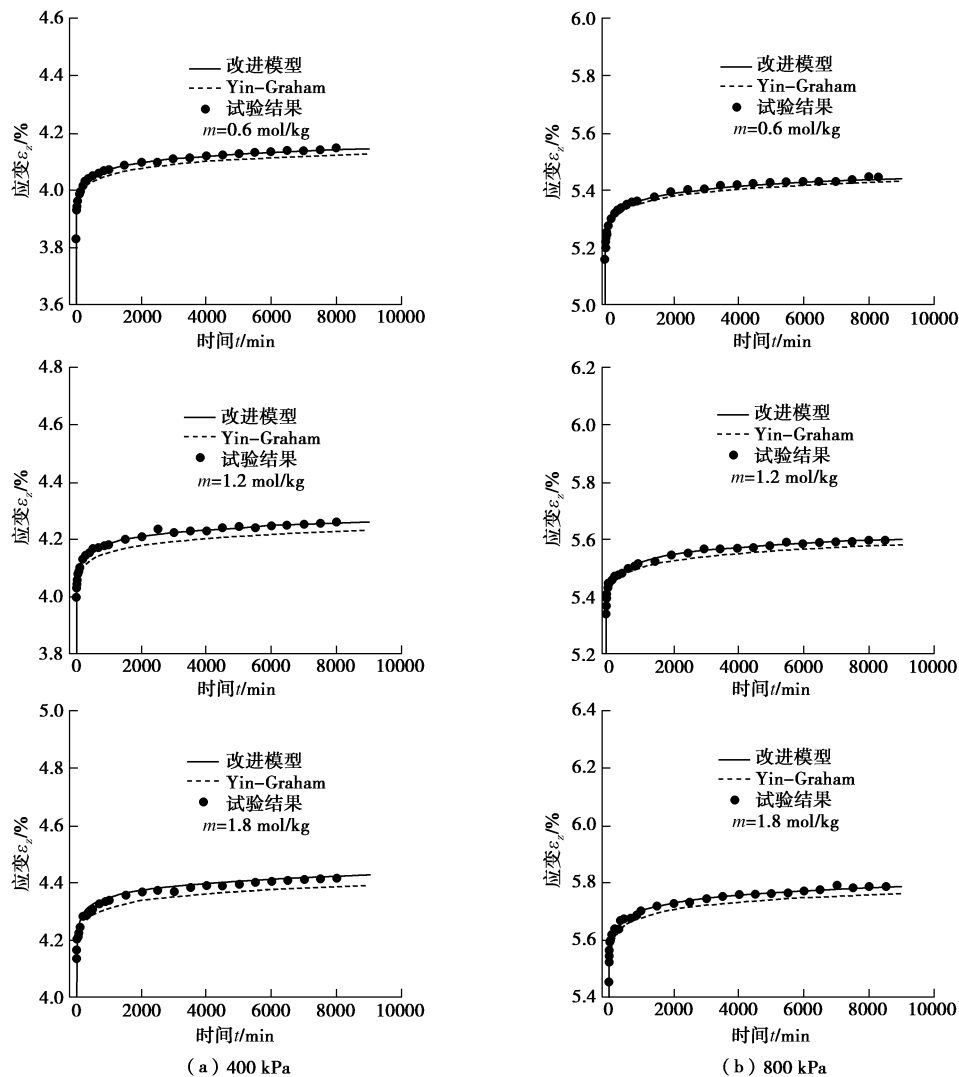 4.6
4.4
4.2
4.0
3.8
3.6
应变εz/%
改进模型
Yin-Graham
试验结果
m=0.6 mol/kg
0 2000 4000 6000 8000 10000
时间t/min
6.0
5.8
5.6
5.4
5.2
5.0
应变εz/%
改进模型
Yin-Graham
试验结果
m=0.6 mol/kg
0 2000 4000 6000 8000 10000
时间t/min
4.8
4.6
4.4
4.2
4.0
3.8
应变εz/%
改进模型
Yin-Graham
试验结果
m=1.2 mol/kg
0 2000 4000 6000 8000 10000
时间t/min
6.2
6.0
5.8
5.6
5.4
5.2
应变εz/%
改进模型
Yin-Graham
试验结果
m=1.2 mol/kg
0 2000 4000 6000 8000 10000
时间t/min
5.0
4.8
4.6
4.4
4.2
4.0
应变εz/%
改进模型
Yin-Graham
试验结果
m=1.8 mol/kg
0 2000 4000 6000 8000 10000
时间t/min
（a）400 kPa
6.4
6.2
6.0
5.8
5.6
5.4
应变εz/%
改进模型
Yin-Graham
试验结果
m=1.8 mol/kg
0 2000 4000 6000 8000 10000
时间t/min
（b）800 kPa